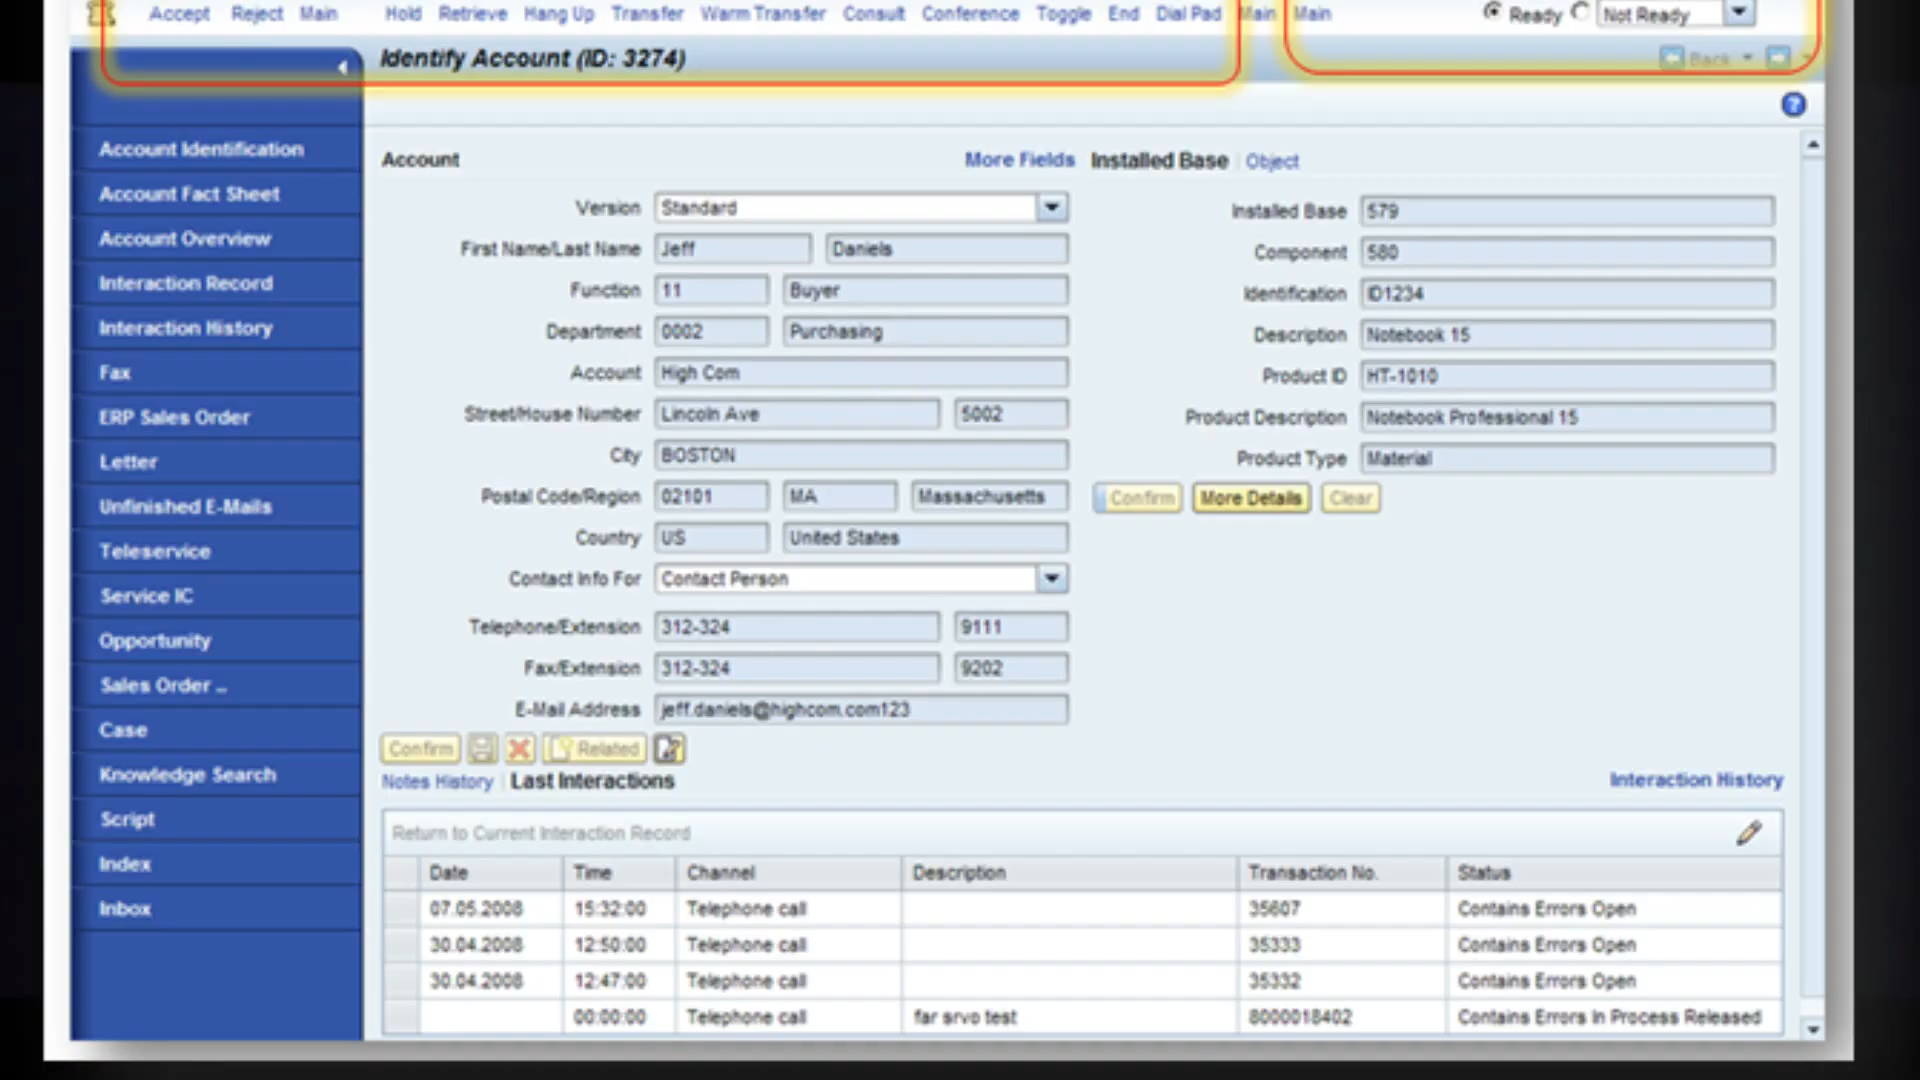 Accept Reject Main Hold Retrieve Hang Up Transfer Warm Transfer Consult Conference Toggle End Dial Pad Main Main Ready Not Ready
Identify Account (ID: 3274) Back
Account Identification
Account Fact Sheet
Account Overview
Interaction Record
Interaction History
Fax
ERP Sales Order
Letter
Unfinished E-Mails
Teleservice
Service IC
Opportunity
Sales Order ..
Case
Knowledge Search
Script
Index
Inbox
Account More Fields
Version Standard
First Name/Last Name Jeff Daniels
Function 11 Buyer
Department 0002 Purchasing
Account High Com
Street/House Number Lincoln Ave 5002
City BOSTON
Postal Code/Region 02101 MA Massachusetts
Country US United States
Contact Info For Contact Person
Telephone/Extension 312-324 9111
Fax/Extension 312-324 9202
E-Mail Address jeff.daniels@highcom.com123
Confirm Related
Installed Base Object
Installed Base 579
Component 580
Identification ID1234
Description Notebook 15
Product ID HT-1010
Product Description Notebook Professional 15
Product Type Material
Confirm More Details Clear
Notes History Last Interactions Interaction History
Return to Current Interaction Record
Date Time Channel Description Transaction No. Status
07.05.2008 15:32:00 Telephone call 35607 Contains Errors Open
30.04.2008 12:50:00 Telephone call 35333 Contains Errors Open
30.04.2008 12:47:00 Telephone call 35332 Contains Errors Open
00:00:00 Telephone call far srvo test 8000018402 Contains Errors In Process Released